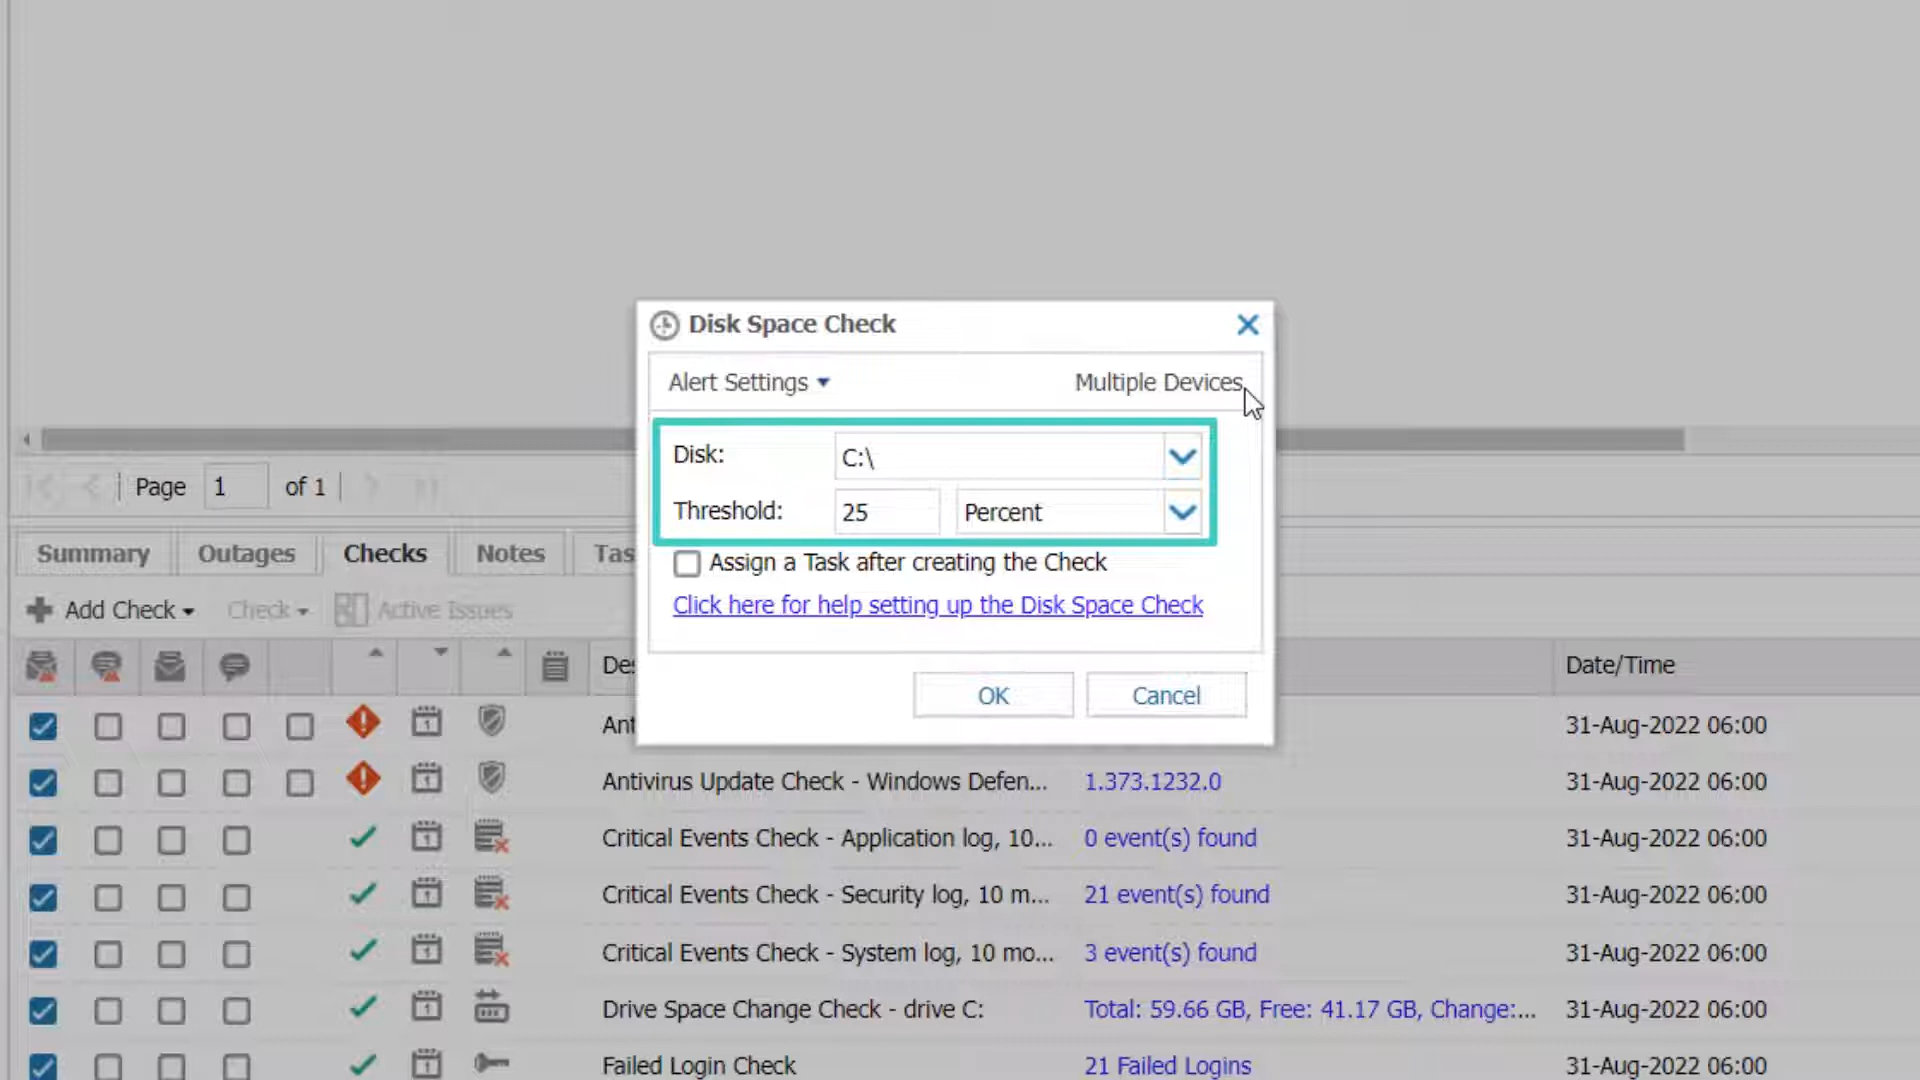 Disk Space Check
Alert Settings
Multiple Devices
Disk:
C:\
Threshold:
25
Percent
Assign a Task after creating the Check
Click here for help setting up the Disk Space Check
OK
Cancel
Page 1 of 1
Summary
Outages
Checks
Notes
Tas
Add Check
Check
Active Issues
Des
Date/Time
Ant
31-Aug-2022 06:00
Antivirus Update Check - Windows Defen... 1.373.1232.0 31-Aug-2022 06:00
Critical Events Check - Application log, 10... 0 event(s) found 31-Aug-2022 06:00
Critical Events Check - Security log, 10 m... 21 event(s) found 31-Aug-2022 06:00
Critical Events Check - System log, 10 mo... 3 event(s) found 31-Aug-2022 06:00
Drive Space Change Check - drive C: Total: 59.66 GB, Free: 41.17 GB, Change:... 31-Aug-2022 06:00
Failed Login Check 21 Failed Logins 31-Aug-2022 06:00